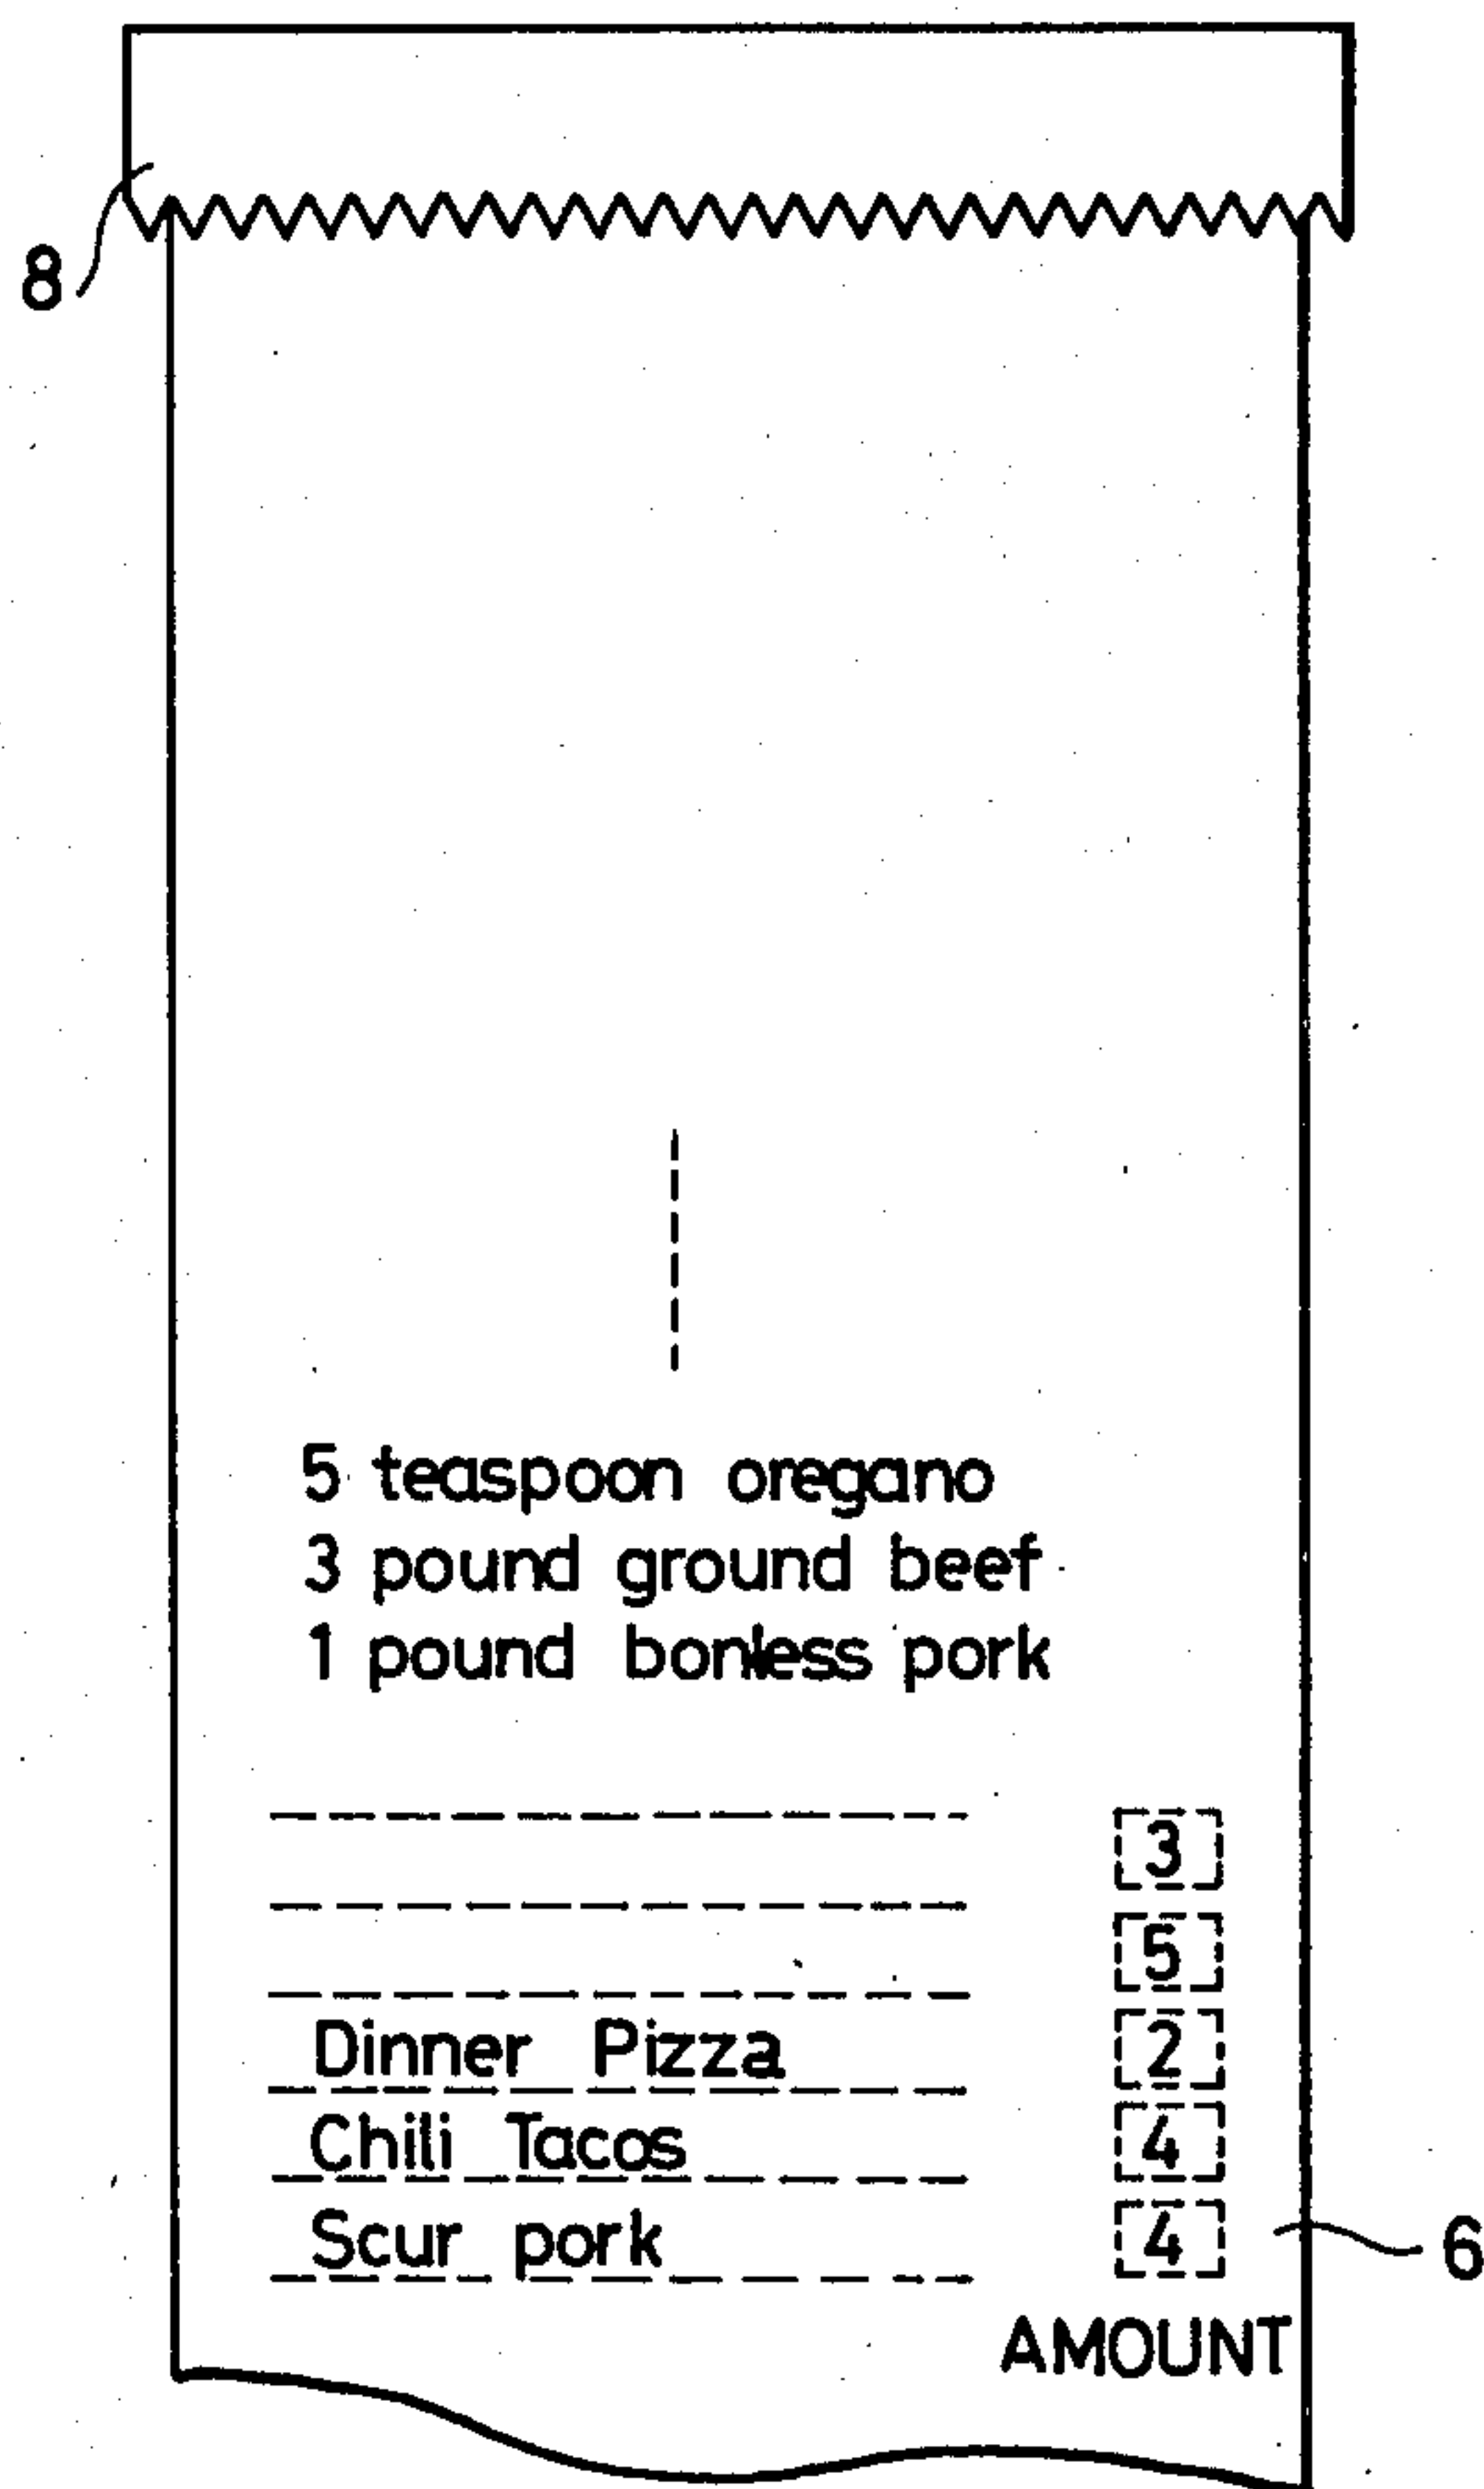 8
5 teaspoon oregano
3 pound ground beef
1 pound bonless pork
3
5
Dinner Pizza 2
Chili Tacos 4
Scur pork 4
6
AMOUNT